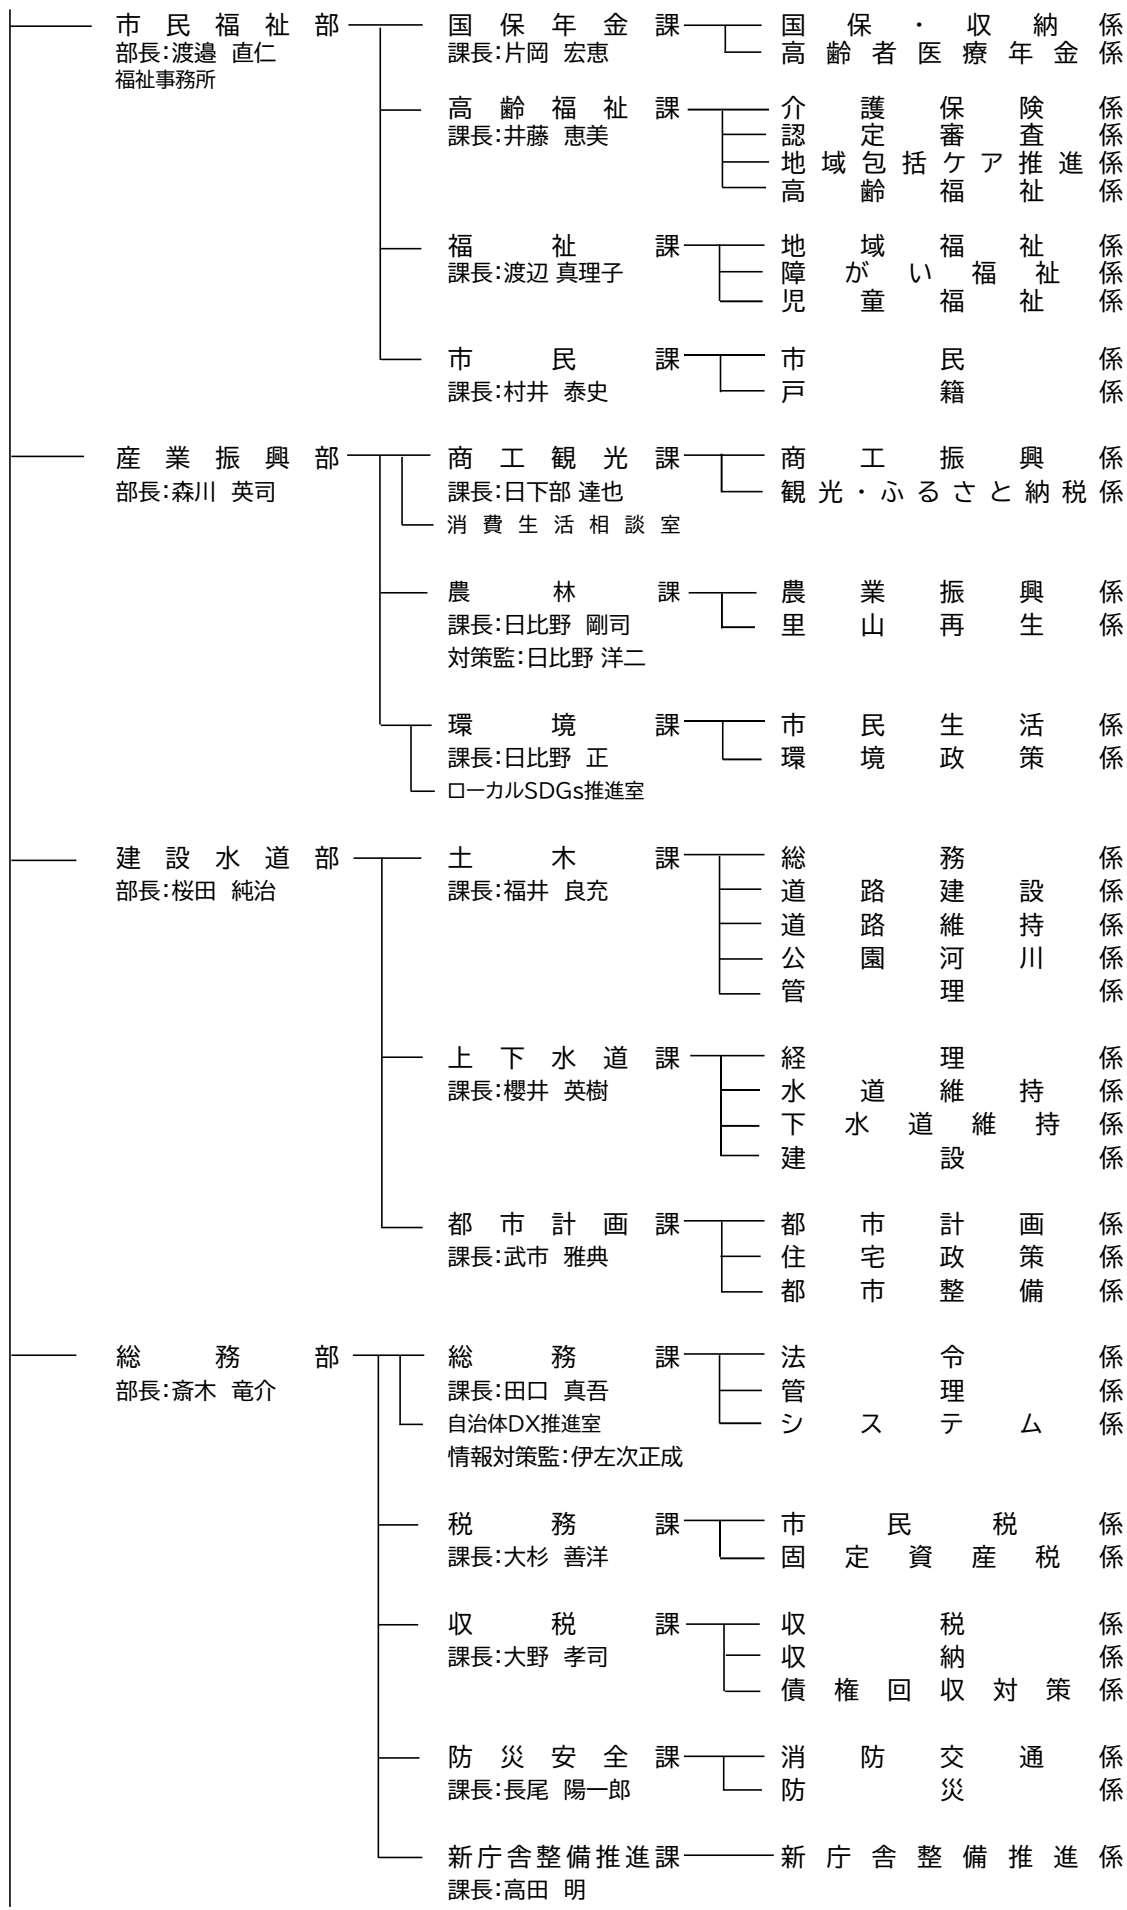 市民福祉部 国保年金課 国保・収納係
部長：渡邉 直仁 課長：片岡 宏恵 高齢者医療年金係
福祉事務所
高齢福祉課 介護保険係
課長：井藤 恵美 認定審査係
地域包括ケア推進係
高齢福祉係
福祉課 地域福祉係
課長：渡辺 真理子 障がい福祉係
児童福祉係
市民課 市民係
課長：村井 泰史 戸籍係
産業振興部 商工観光課 商工振興係
部長：森川 英司 課長：日下部 達也 観光・ふるさと納税係
消費生活相談室
農林課 農業振興係
課長：日比野 剛司 里山再生係
対策監：日比野 洋二
環境課 市民生活係
課長：日比野 正 環境政策係
ローカルSDGs推進室
建設水道部 土木課 総務係
部長：桜田 純治 課長：福井 良充 道路建設係
道路維持係
公園河川係
管理係
上下水道課 経理係
課長：櫻井 英樹 水道維持係
下水道維持係
建設係
都市計画課 都市計画係
課長：武市 雅典 住宅政策係
都市整備係
総務部 総務課 法令係
部長：斎木 竜介 課長：田口 真吾 管理係
自治体DX推進室 システム係
情報対策監：伊左次正成
税務課 市民税係
課長：大杉 善洋 固定資産税係
収税課 収税係
課長：大野 孝司 収納係
債権回収対策係
防災安全課 消防交通係
課長：長尾 陽一郎 防災係
新庁舎整備推進課 新庁舎整備推進係
課長：高田 明